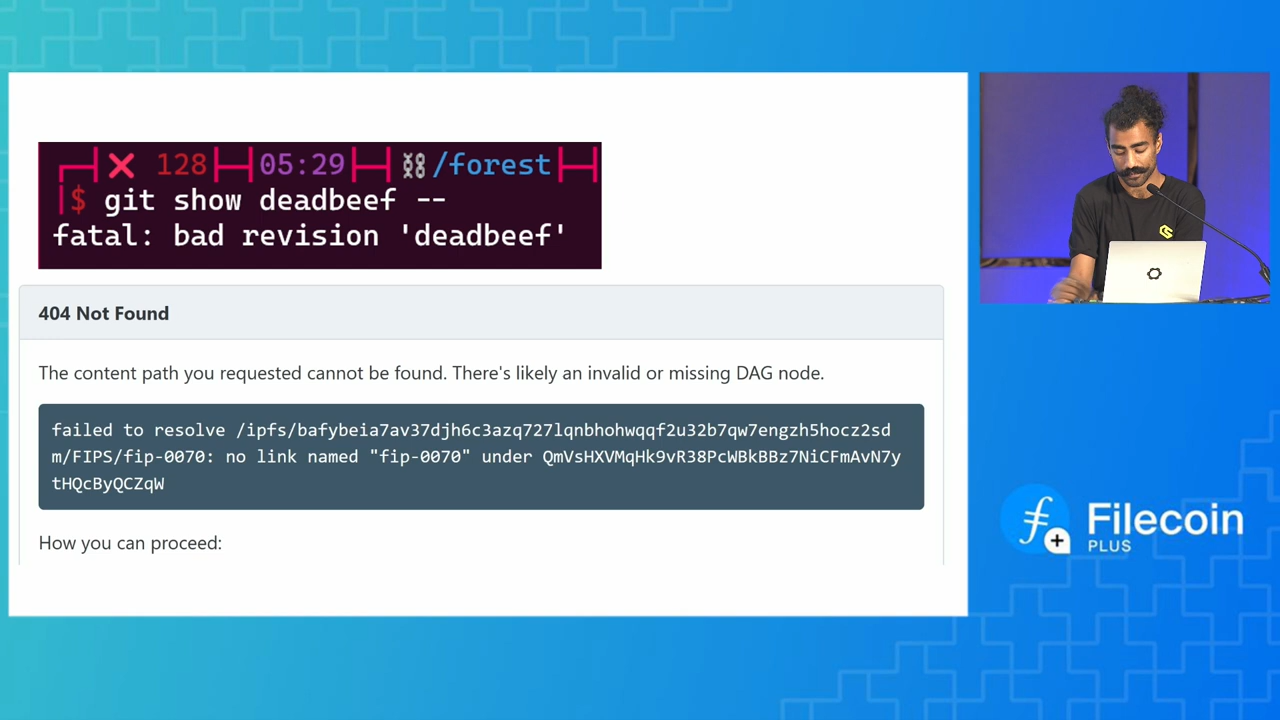 ❌ 128 05:29 ⛓/forest
$ git show deadbeef --
fatal: bad revision 'deadbeef'
404 Not Found
The content path you requested cannot be found. There's likely an invalid or missing DAG node.
failed to resolve /ipfs/bafybeia7av37djh6c3azq727lqnbhohwqqf2u32b7qw7engzh5hocz2sd
m/FIPS/fip-0070: no link named "fip-0070" under QmVsHXVMqHk9vR38PcWBkBBz7NiCFmAvN7y
tHQcByQCZqW
How you can proceed:
Filecoin
PLUS